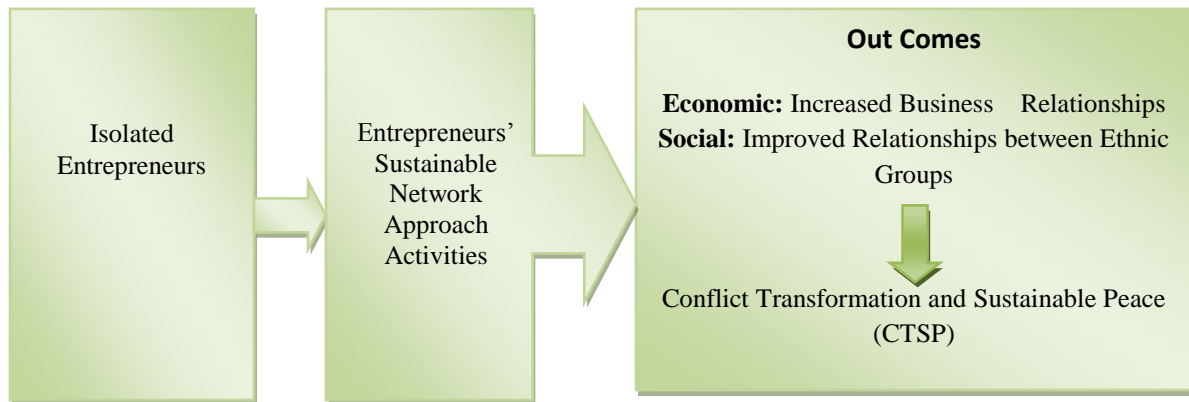 Isolated
Entrepreneurs
Entrepreneurs’
Sustainable
Network
Approach
Activities
Out Comes
Economic: Increased Business Relationships
Social: Improved Relationships between Ethnic
Groups
Conflict Transformation and Sustainable Peace
(CTSP)